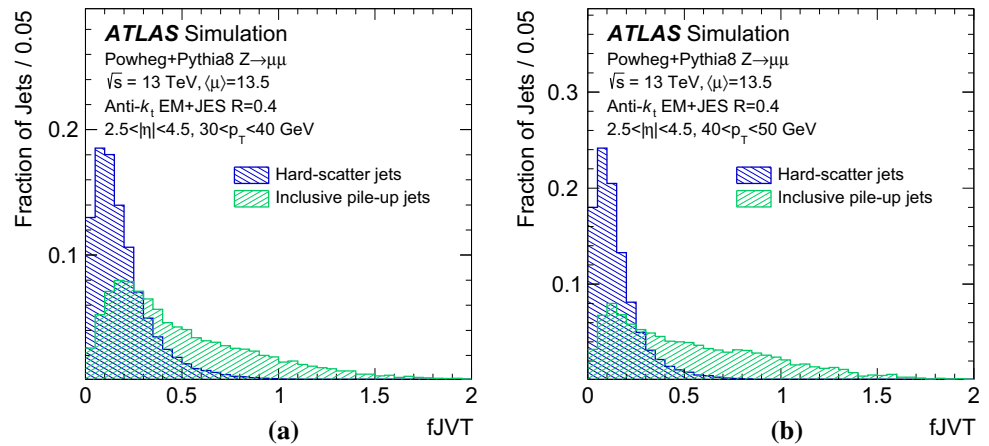 ATLAS Simulation
Powheg+Pythia8 Z→μμ
√s = 13 TeV, ⟨μ⟩=13.5
Anti-kt EM+JES R=0.4
2.5<|η|<4.5, 30<pT<40 GeV
Hard-scatter jets
Inclusive pile-up jets
Fraction of Jets / 0.05
0.2
0.1
0 0.5 1 1.5 2
fJVT
(a)
ATLAS Simulation
Powheg+Pythia8 Z→μμ
√s = 13 TeV, ⟨μ⟩=13.5
Anti-kt EM+JES R=0.4
2.5<|η|<4.5, 40<pT<50 GeV
Hard-scatter jets
Inclusive pile-up jets
Fraction of Jets / 0.05
0.3
0.2
0.1
0 0.5 1 1.5 2
fJVT
(b)